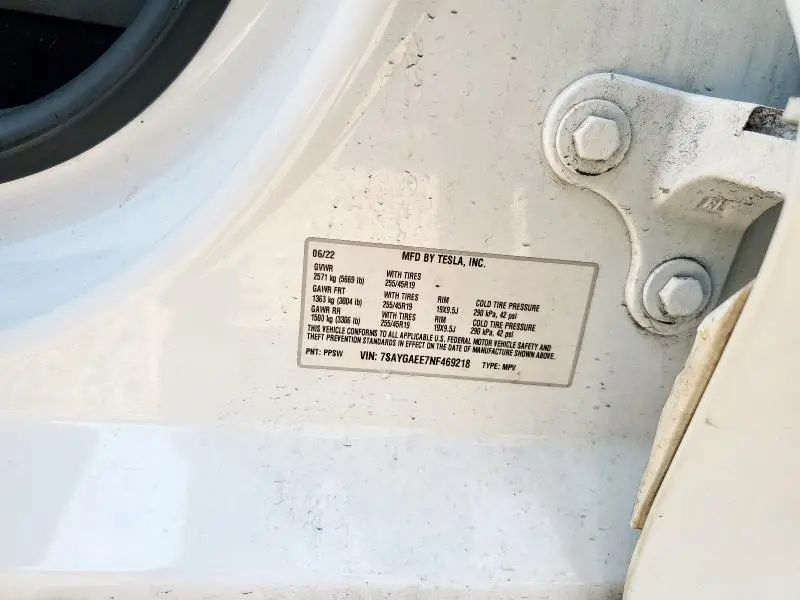 06/22 MFD BY TESLA, INC.
GVWR WITH TIRES
2571 kg (5669 lb) 255/45R19
GAWR FRT WITH TIRES RIM COLD TIRE PRESSURE
1363 kg (3004 lb) 255/45R19 19X9.5J 290 kPa, 42 psi
GAWR RR WITH TIRES RIM COLD TIRE PRESSURE
1500 kg (3306 lb) 255/45R19 19X9.5J 290 kPa, 42 psi
THIS VEHICLE CONFORMS TO ALL APPLICABLE U.S. FEDERAL MOTOR VEHICLE SAFETY AND
THEFT PREVENTION STANDARDS IN EFFECT ON THE DATE OF MANUFACTURE SHOWN ABOVE.
PNT: PPSW VIN: 7SAYGAEE7NF469218 TYPE: MPV